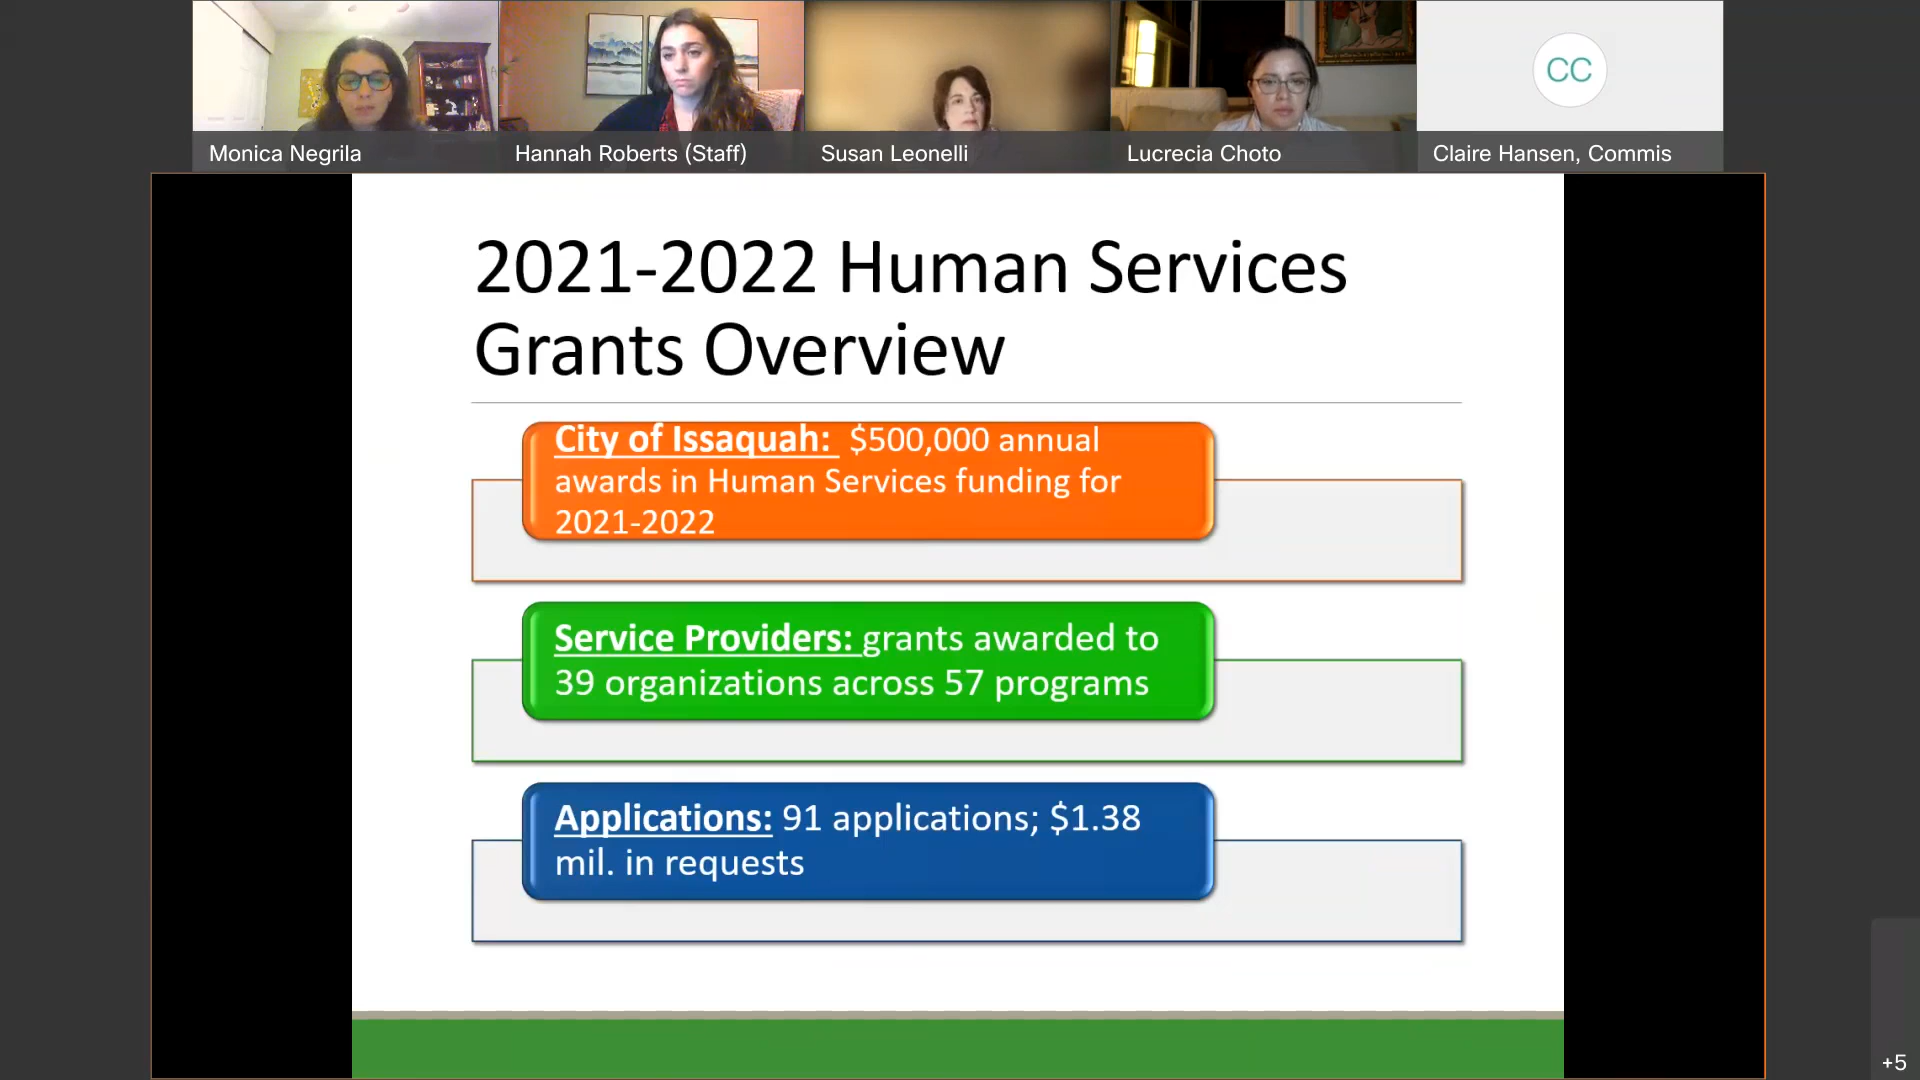 Monica Negrila
Hannah Roberts (Staff)
Susan Leonelli
Lucrecia Choto
CC
Claire Hansen, Commis
2021-2022 Human Services
Grants Overview
City of Issaquah: $500,000 annual
awards in Human Services funding for
2021-2022
Service Providers: grants awarded to
39 organizations across 57 programs
Applications: 91 applications; $1.38
mil. in requests
+5